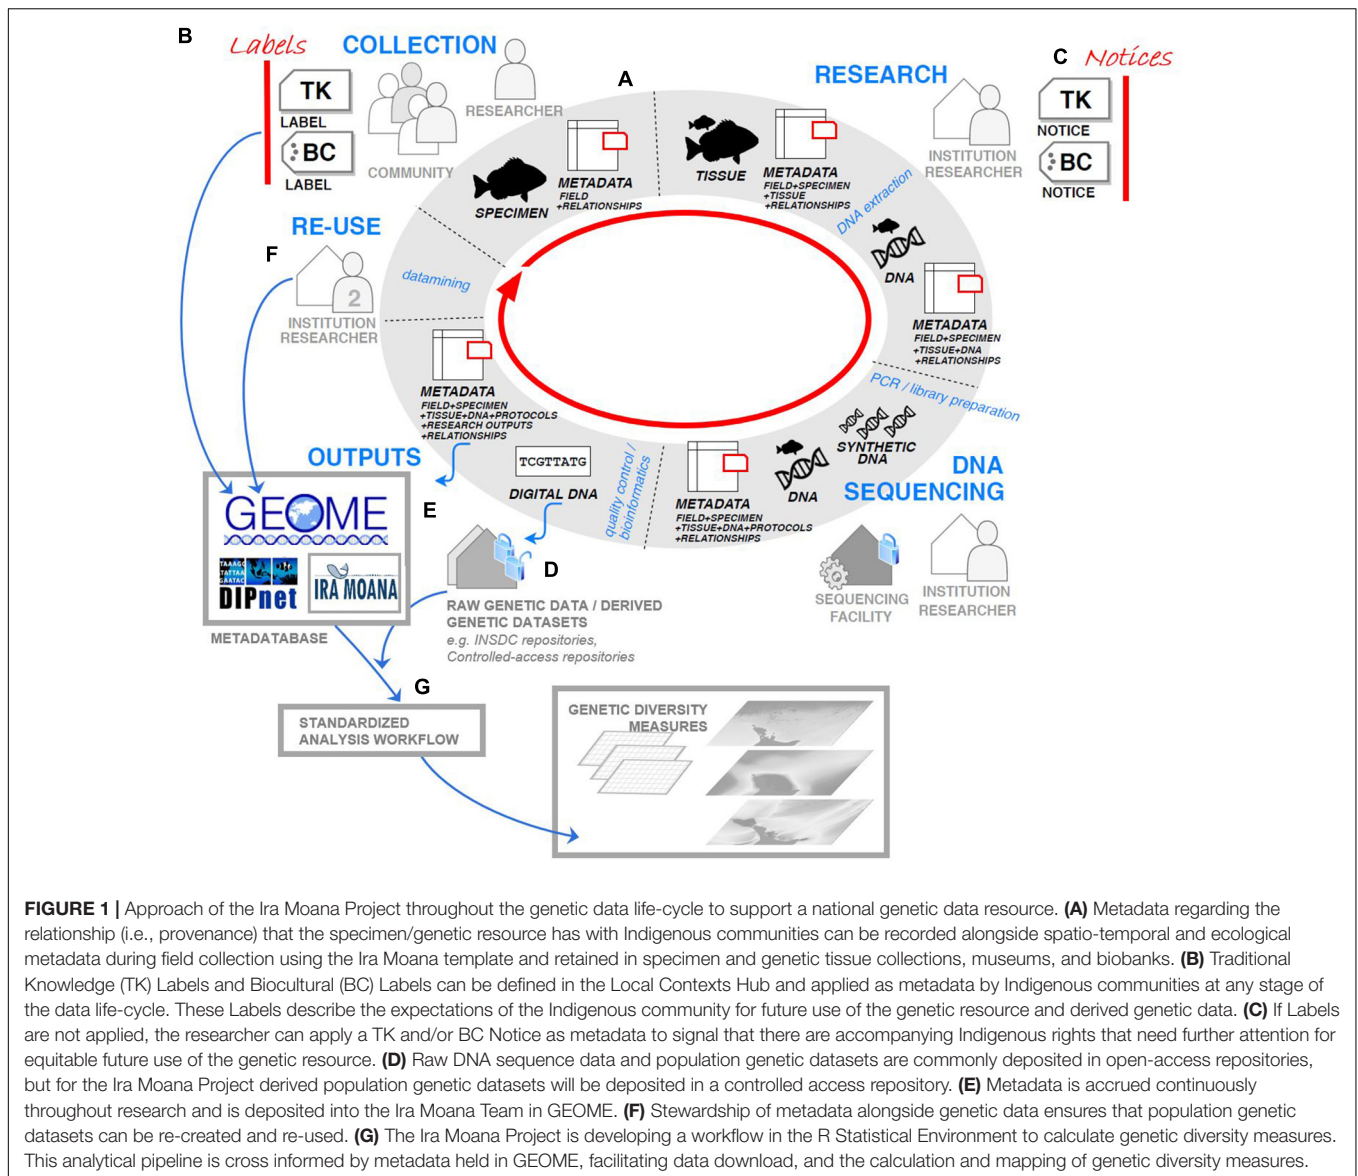 B
Labels
COLLECTION
TK
LABEL
BC
LABEL
COMMUNITY
RESEARCHER
A
SPECIMEN
METADATA
FIELD
+RELATIONSHIPS
TISSUE
METADATA
FIELD+SPECIMEN
+TISSUE
+RELATIONSHIPS
RESEARCH
INSTITUTION
RESEARCHER
C
Notices
TK
NOTICE
BC
NOTICE
DNA extraction
DNA
METADATA
FIELD+SPECIMEN
+TISSUE+DNA
+RELATIONSHIPS
PCR / library preparation
SYNTHETIC
DNA
DNA
METADATA
FIELD+SPECIMEN
+TISSUE+DNA+PROTOCOLS
+RELATIONSHIPS
DNA
SEQUENCING
SEQUENCING
FACILITY
INSTITUTION
RESEARCHER
quality control /
bioinformatics
TCGTTATG
DIGITAL DNA
METADATA
FIELD+SPECIMEN
+TISSUE+DNA+PROTOCOLS
+RESEARCH OUTPUTS
+RELATIONSHIPS
datamining
RE-USE
F
2
INSTITUTION
RESEARCHER
OUTPUTS
E
GEOME
TAAAGC
TATTAA
GAATAC
DIPnet
IRA MOANA
METADATABASE
D
RAW GENETIC DATA / DERIVED
GENETIC DATASETS
e.g. INSDC repositories,
Controlled-access repositories
G
STANDARDIZED
ANALYSIS WORKFLOW
GENETIC DIVERSITY
MEASURES
FIGURE 1 | Approach of the Ira Moana Project throughout the genetic data life-cycle to support a national genetic data resource. (A) Metadata regarding the
relationship (i.e., provenance) that the specimen/genetic resource has with Indigenous communities can be recorded alongside spatio-temporal and ecological
metadata during field collection using the Ira Moana template and retained in specimen and genetic tissue collections, museums, and biobanks. (B) Traditional
Knowledge (TK) Labels and Biocultural (BC) Labels can be defined in the Local Contexts Hub and applied as metadata by Indigenous communities at any stage of
the data life-cycle. These Labels describe the expectations of the Indigenous community for future use of the genetic resource and derived genetic data. (C) If Labels
are not applied, the researcher can apply a TK and/or BC Notice as metadata to signal that there are accompanying Indigenous rights that need further attention for
equitable future use of the genetic resource. (D) Raw DNA sequence data and population genetic datasets are commonly deposited in open-access repositories,
but for the Ira Moana Project derived population genetic datasets will be deposited in a controlled access repository. (E) Metadata is accrued continuously
throughout research and is deposited into the Ira Moana Team in GEOME. (F) Stewardship of metadata alongside genetic data ensures that population genetic
datasets can be re-created and re-used. (G) The Ira Moana Project is developing a workflow in the R Statistical Environment to calculate genetic diversity measures.
This analytical pipeline is cross informed by metadata held in GEOME, facilitating data download, and the calculation and mapping of genetic diversity measures.